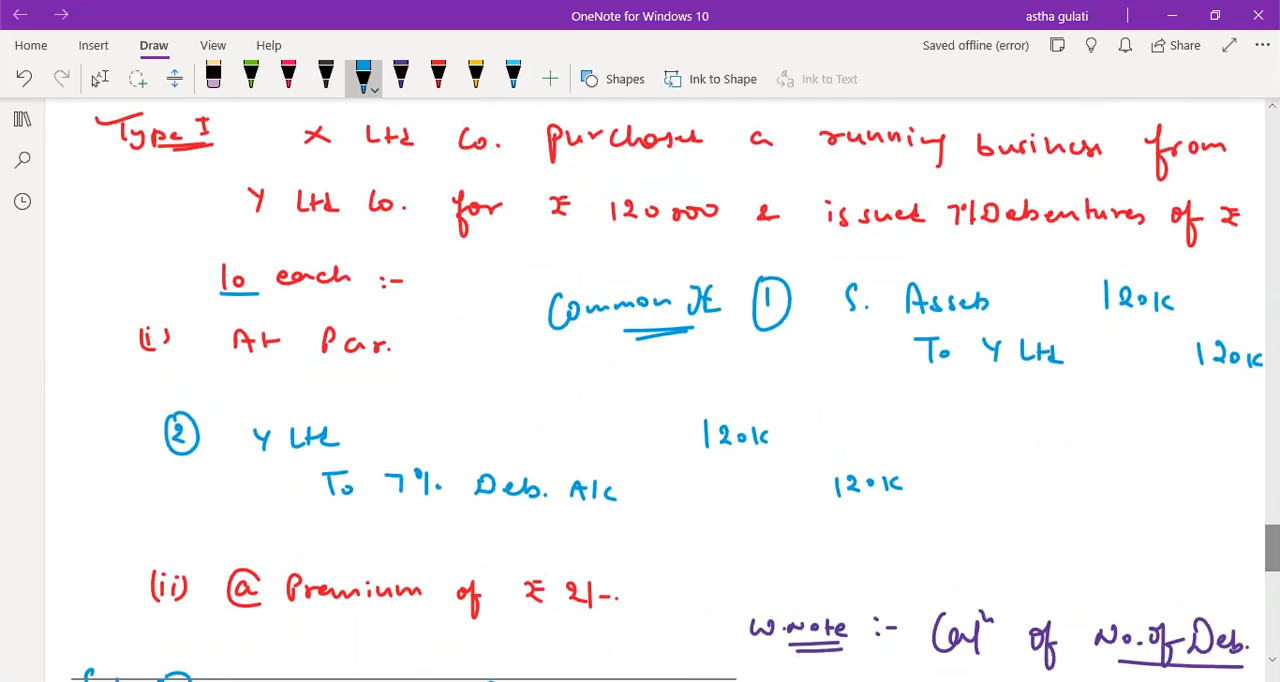 OneNote for Windows 10
astha gulati
Home Insert Draw View Help
Saved offline (error) Share
Shapes Ink to Shape Ink to Text
Type I X Ltd Co. purchases a running business from
Y Ltd Co. for ₹ 120000 & issued 7% Debentures of ₹
10 each :-
Common JE ① S. Assets 120K
(i) At Par. To Y Ltd 120K
② Y Ltd 120K
To 7% Deb. A/c 120K
(ii) @ Premium of ₹ 2/-.
W.Note :- Calⁿ of No. of Deb.